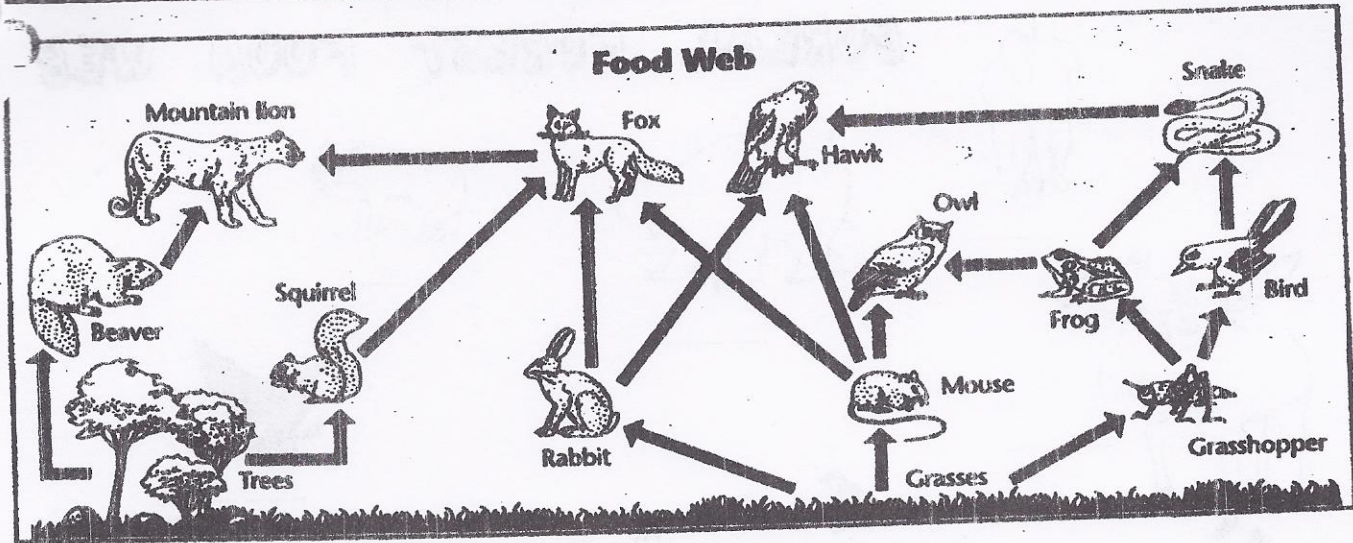 Food Web
Snake
Mountain lion
Fox
Hawk
Owl
Squirrel
Beaver
Frog
Bird
Mouse
Rabbit
Grasshopper
Trees
Grasses